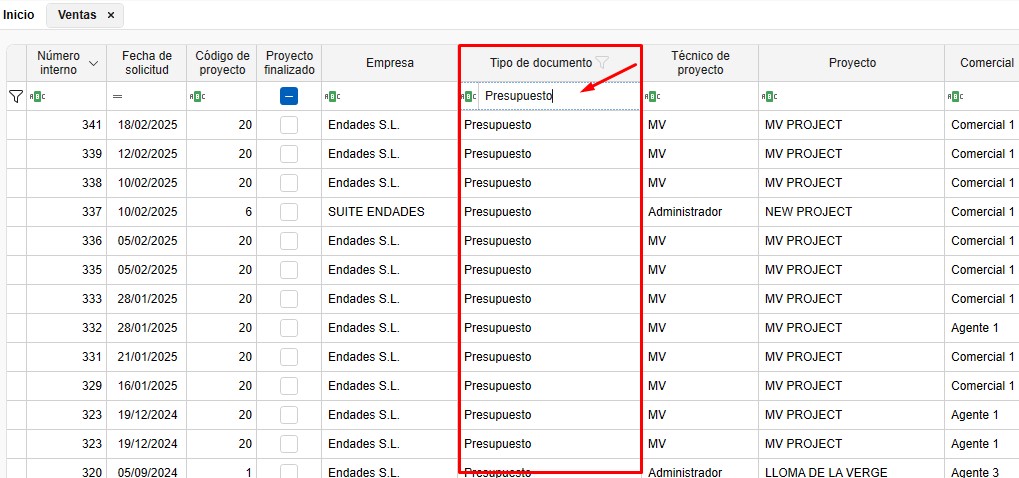 Inicio Ventas ×
Número interno Fecha de solicitud Código de proyecto Proyecto finalizado Empresa Tipo de documento Técnico de proyecto Proyecto Comercial
ABC = ABC ABC ABC Presupuesto ABC ABC ABC
341 18/02/2025 20 Endades S.L. Presupuesto MV MV PROJECT Comercial 1
339 12/02/2025 20 Endades S.L. Presupuesto MV MV PROJECT Comercial 1
338 10/02/2025 20 Endades S.L. Presupuesto MV MV PROJECT Comercial 1
337 10/02/2025 6 SUITE ENDADES Presupuesto Administrador NEW PROJECT Comercial 1
336 05/02/2025 20 Endades S.L. Presupuesto MV MV PROJECT Comercial 1
335 05/02/2025 20 Endades S.L. Presupuesto MV MV PROJECT Comercial 1
333 28/01/2025 20 Endades S.L. Presupuesto MV MV PROJECT Comercial 1
332 28/01/2025 20 Endades S.L. Presupuesto MV MV PROJECT Agente 1
331 21/01/2025 20 Endades S.L. Presupuesto MV MV PROJECT Comercial 1
329 16/01/2025 20 Endades S.L. Presupuesto MV MV PROJECT Comercial 1
323 19/12/2024 20 Endades S.L. Presupuesto MV MV PROJECT Agente 1
323 19/12/2024 20 Endades S.L. Presupuesto MV MV PROJECT Agente 1
320 05/09/2024 1 Endades S.L. Presupuesto Administrador LLOMA DE LA VERGE Agente 3